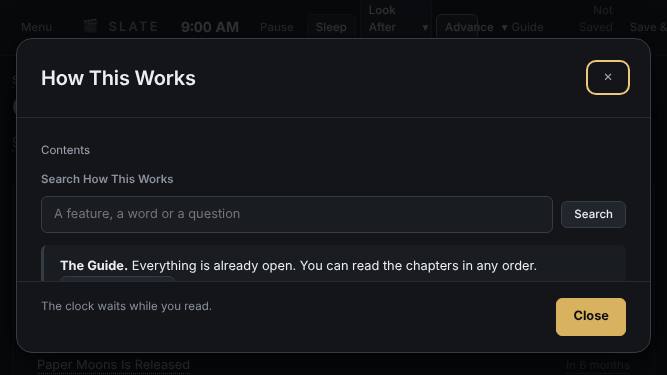 Menu
SLATE
9:00 AM
Pause
Sleep
Look After ▾
Advance ▾
Guide
Not Saved
Save &
How This Works
×
Contents
Search How This Works
A feature, a word or a question
Search
The Guide. Everything is already open. You can read the chapters in any order.
The clock waits while you read.
Close
Paper Moons Is Released
In 6 months